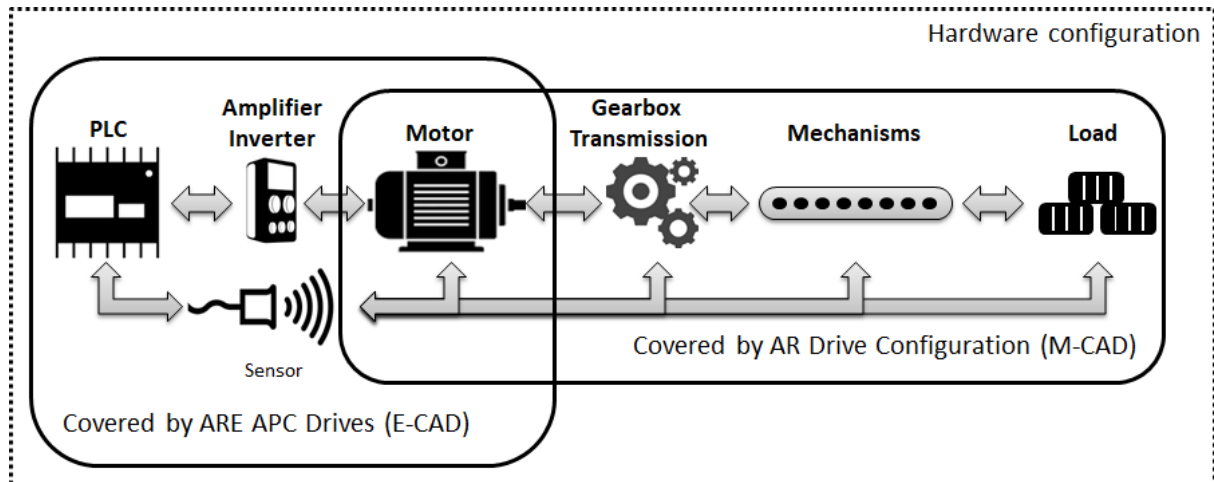 Hardware configuration
PLC
Amplifier
Inverter
Motor
Gearbox
Transmission
Mechanisms
Load
Sensor
Covered by AR Drive Configuration (M-CAD)
Covered by ARE APC Drives (E-CAD)